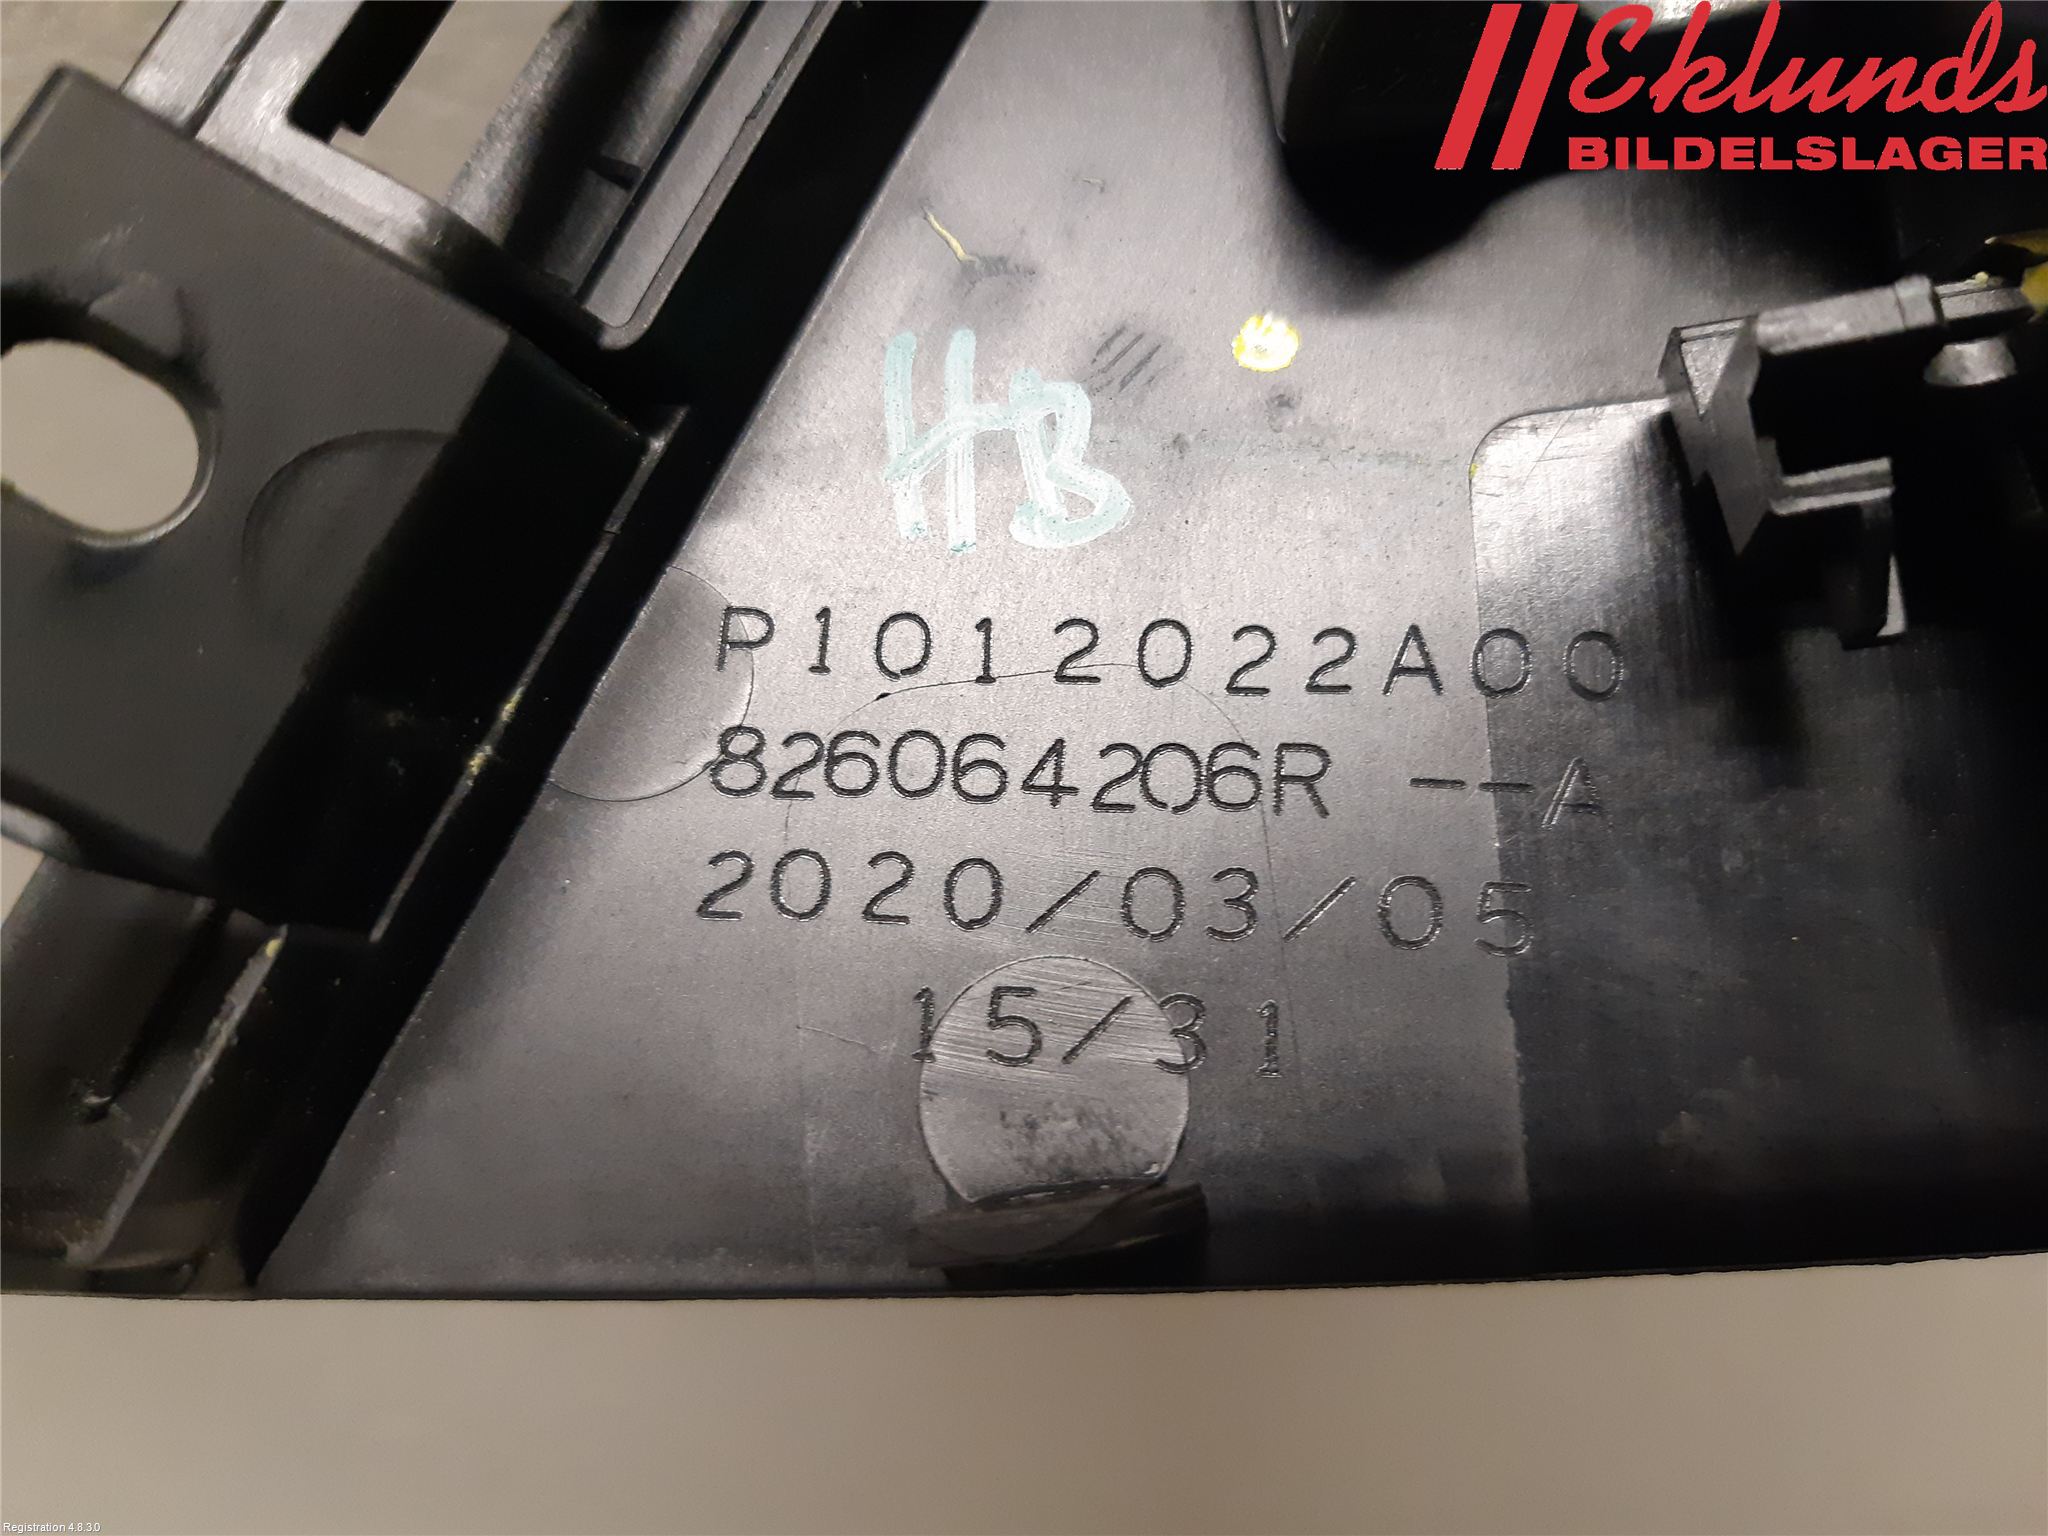 Eklunds
BILDELSLAGER
HB
P1012022A00
826064206R --A
2020/03/05
15/31
Registration 4.8.3.0